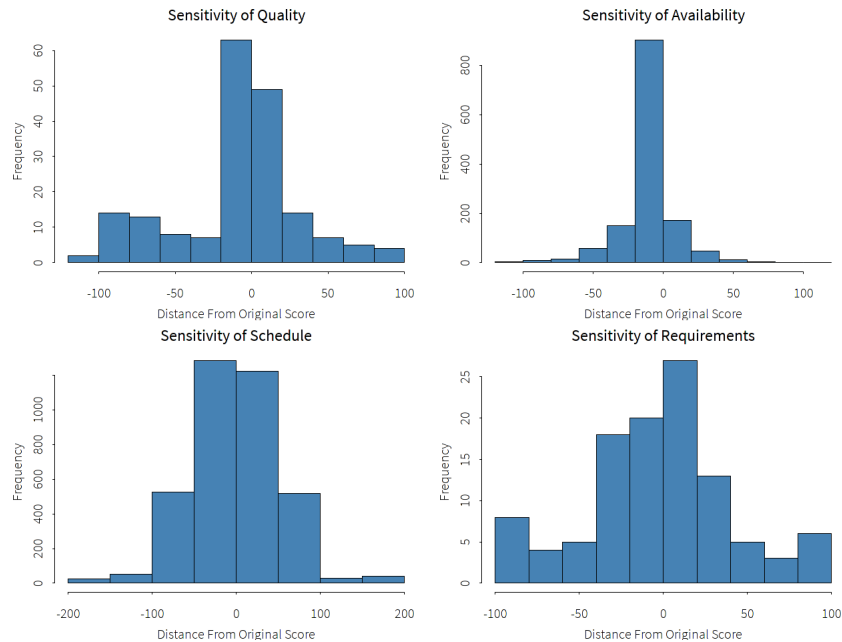 Sensitivity of Quality
Frequency
0 10 20 30 40 50 60
-100 -50 0 50 100
Distance From Original Score
Sensitivity of Availability
Frequency
0 200 400 600 800
-100 -50 0 50 100
Distance From Original Score
Sensitivity of Schedule
Frequency
0 200 400 600 800 1000
-200 -100 0 100 200
Distance From Original Score
Sensitivity of Requirements
Frequency
0 5 10 15 20 25
-100 -50 0 50 100
Distance From Original Score